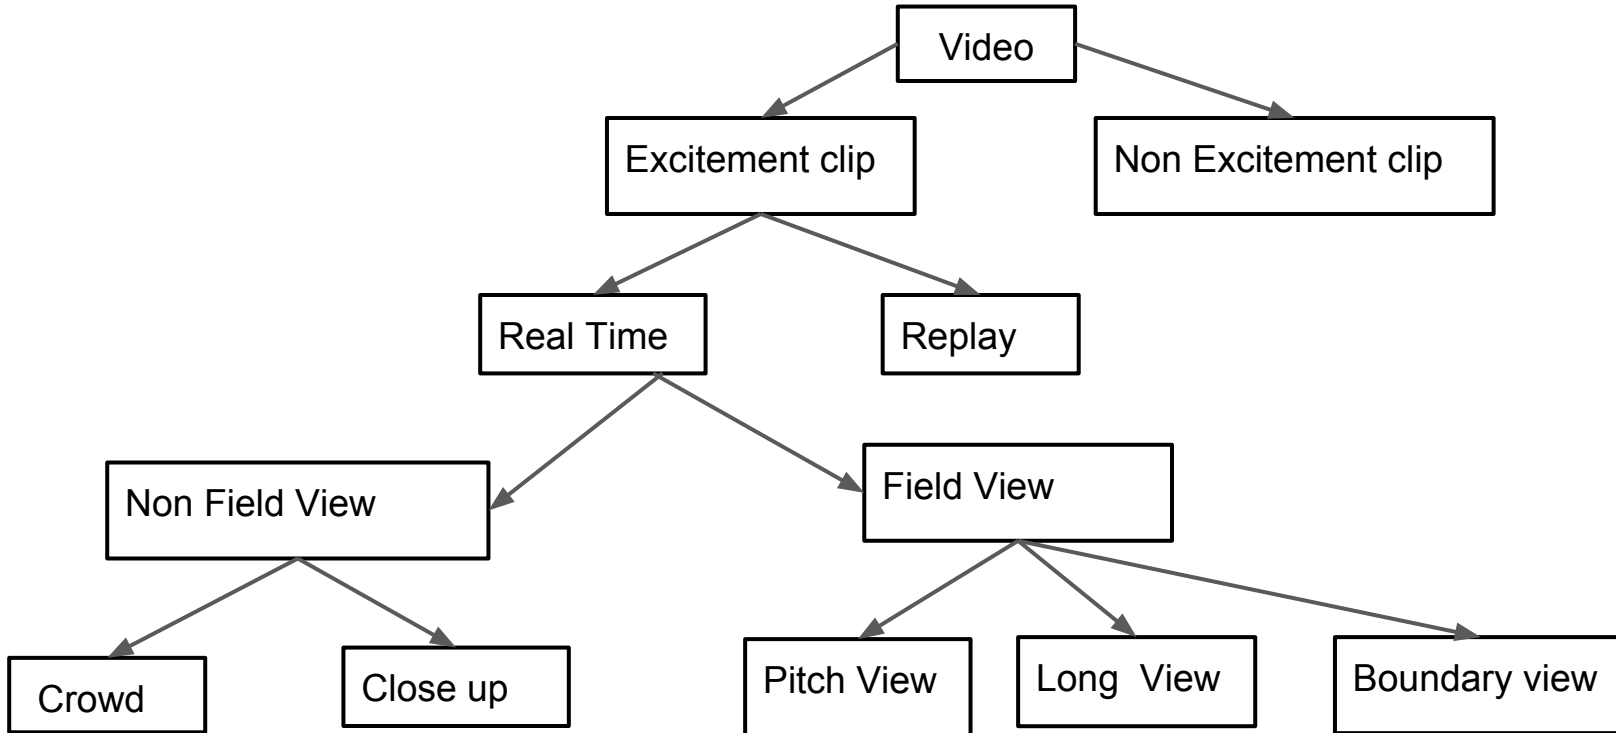 Video
Excitement clip
Non Excitement clip
Real Time
Replay
Non Field View
Field View
Crowd
Close up
Pitch View
Long  View
Boundary view